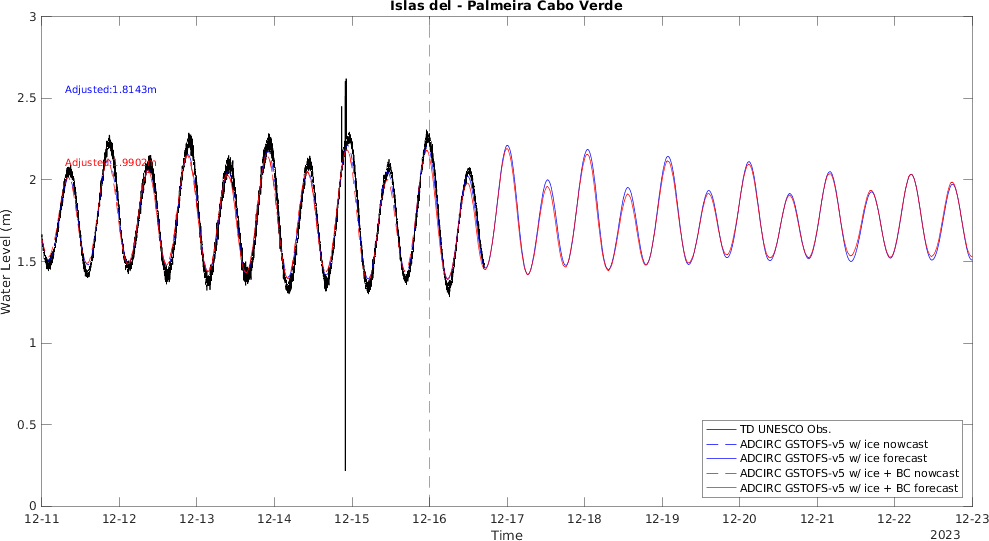 Islas del - Palmeira Cabo Verde
3
2.5
2
1.5
1
0.5
0
Water Level (m)
Adjusted:1.8143m
Adjusted:1.9902m
TD UNESCO Obs.
ADCIRC GSTOFS-v5 w/ ice nowcast
ADCIRC GSTOFS-v5 w/ ice forecast
ADCIRC GSTOFS-v5 w/ ice + BC nowcast
ADCIRC GSTOFS-v5 w/ ice + BC forecast
12-11 12-12 12-13 12-14 12-15 12-16 12-17 12-18 12-19 12-20 12-21 12-22 12-23
Time
2023